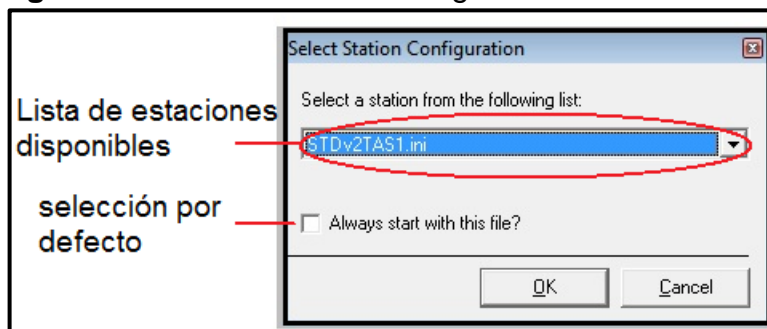 Select Station Configuration
Lista de estaciones
disponibles
Select a station from the following list:
STDv2TAS1.ini
selección por
defecto
Always start with this file?
OK
Cancel